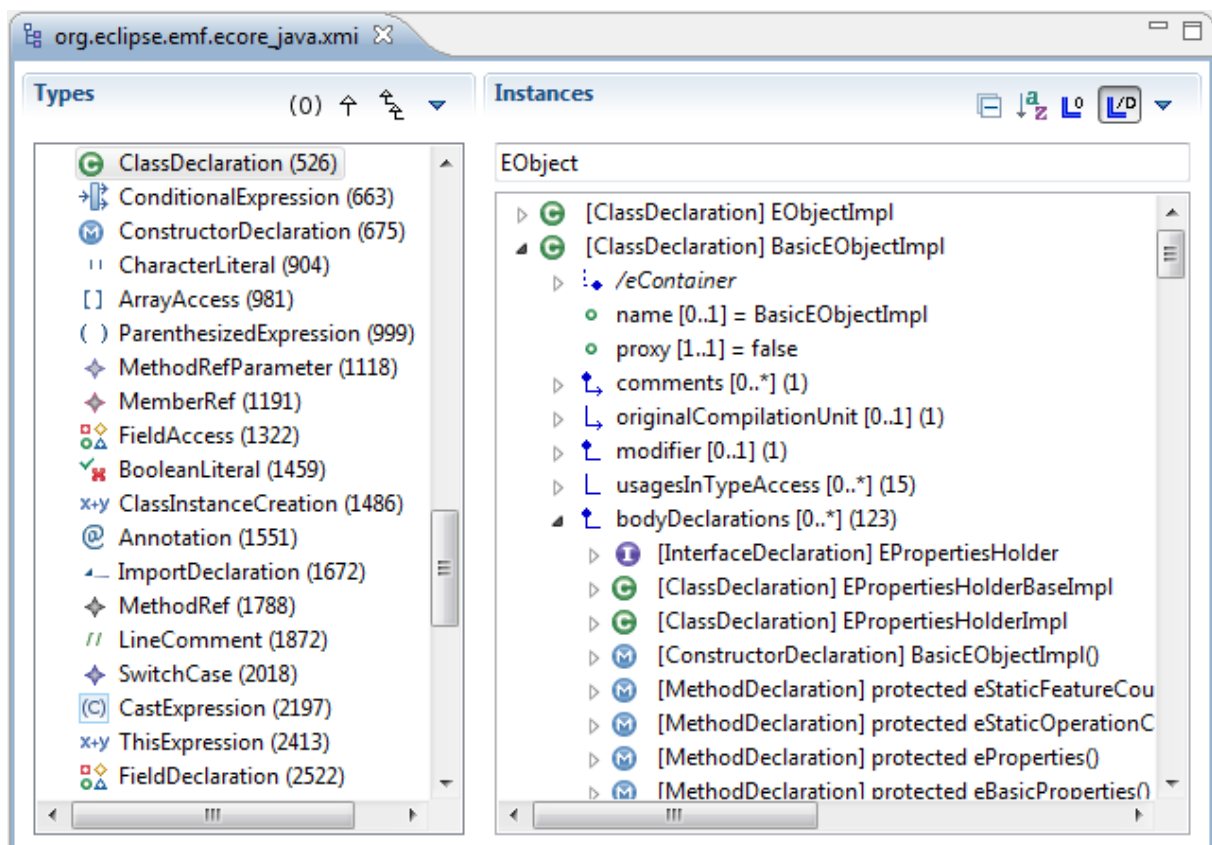 org.eclipse.emf.ecore_java.xmi
Types
(0)
ClassDeclaration (526)
ConditionalExpression (663)
ConstructorDeclaration (675)
CharacterLiteral (904)
ArrayAccess (981)
ParenthesizedExpression (999)
MethodRefParameter (1118)
MemberRef (1191)
FieldAccess (1322)
BooleanLiteral (1459)
ClassInstanceCreation (1486)
Annotation (1551)
ImportDeclaration (1672)
MethodRef (1788)
LineComment (1872)
SwitchCase (2018)
CastExpression (2197)
ThisExpression (2413)
FieldDeclaration (2522)
Instances
EObject
[ClassDeclaration] EObjectImpl
[ClassDeclaration] BasicEObjectImpl
/eContainer
name [0..1] = BasicEObjectImpl
proxy [1..1] = false
comments [0..*] (1)
originalCompilationUnit [0..1] (1)
modifier [0..1] (1)
usagesInTypeAccess [0..*] (15)
bodyDeclarations [0..*] (123)
[InterfaceDeclaration] EPropertiesHolder
[ClassDeclaration] EPropertiesHolderBaseImpl
[ClassDeclaration] EPropertiesHolderImpl
[ConstructorDeclaration] BasicEObjectImpl()
[MethodDeclaration] protected eStaticFeatureCou
[MethodDeclaration] protected eStaticOperationC
[MethodDeclaration] protected eProperties()
[MethodDeclaration] protected eBasicProperties()